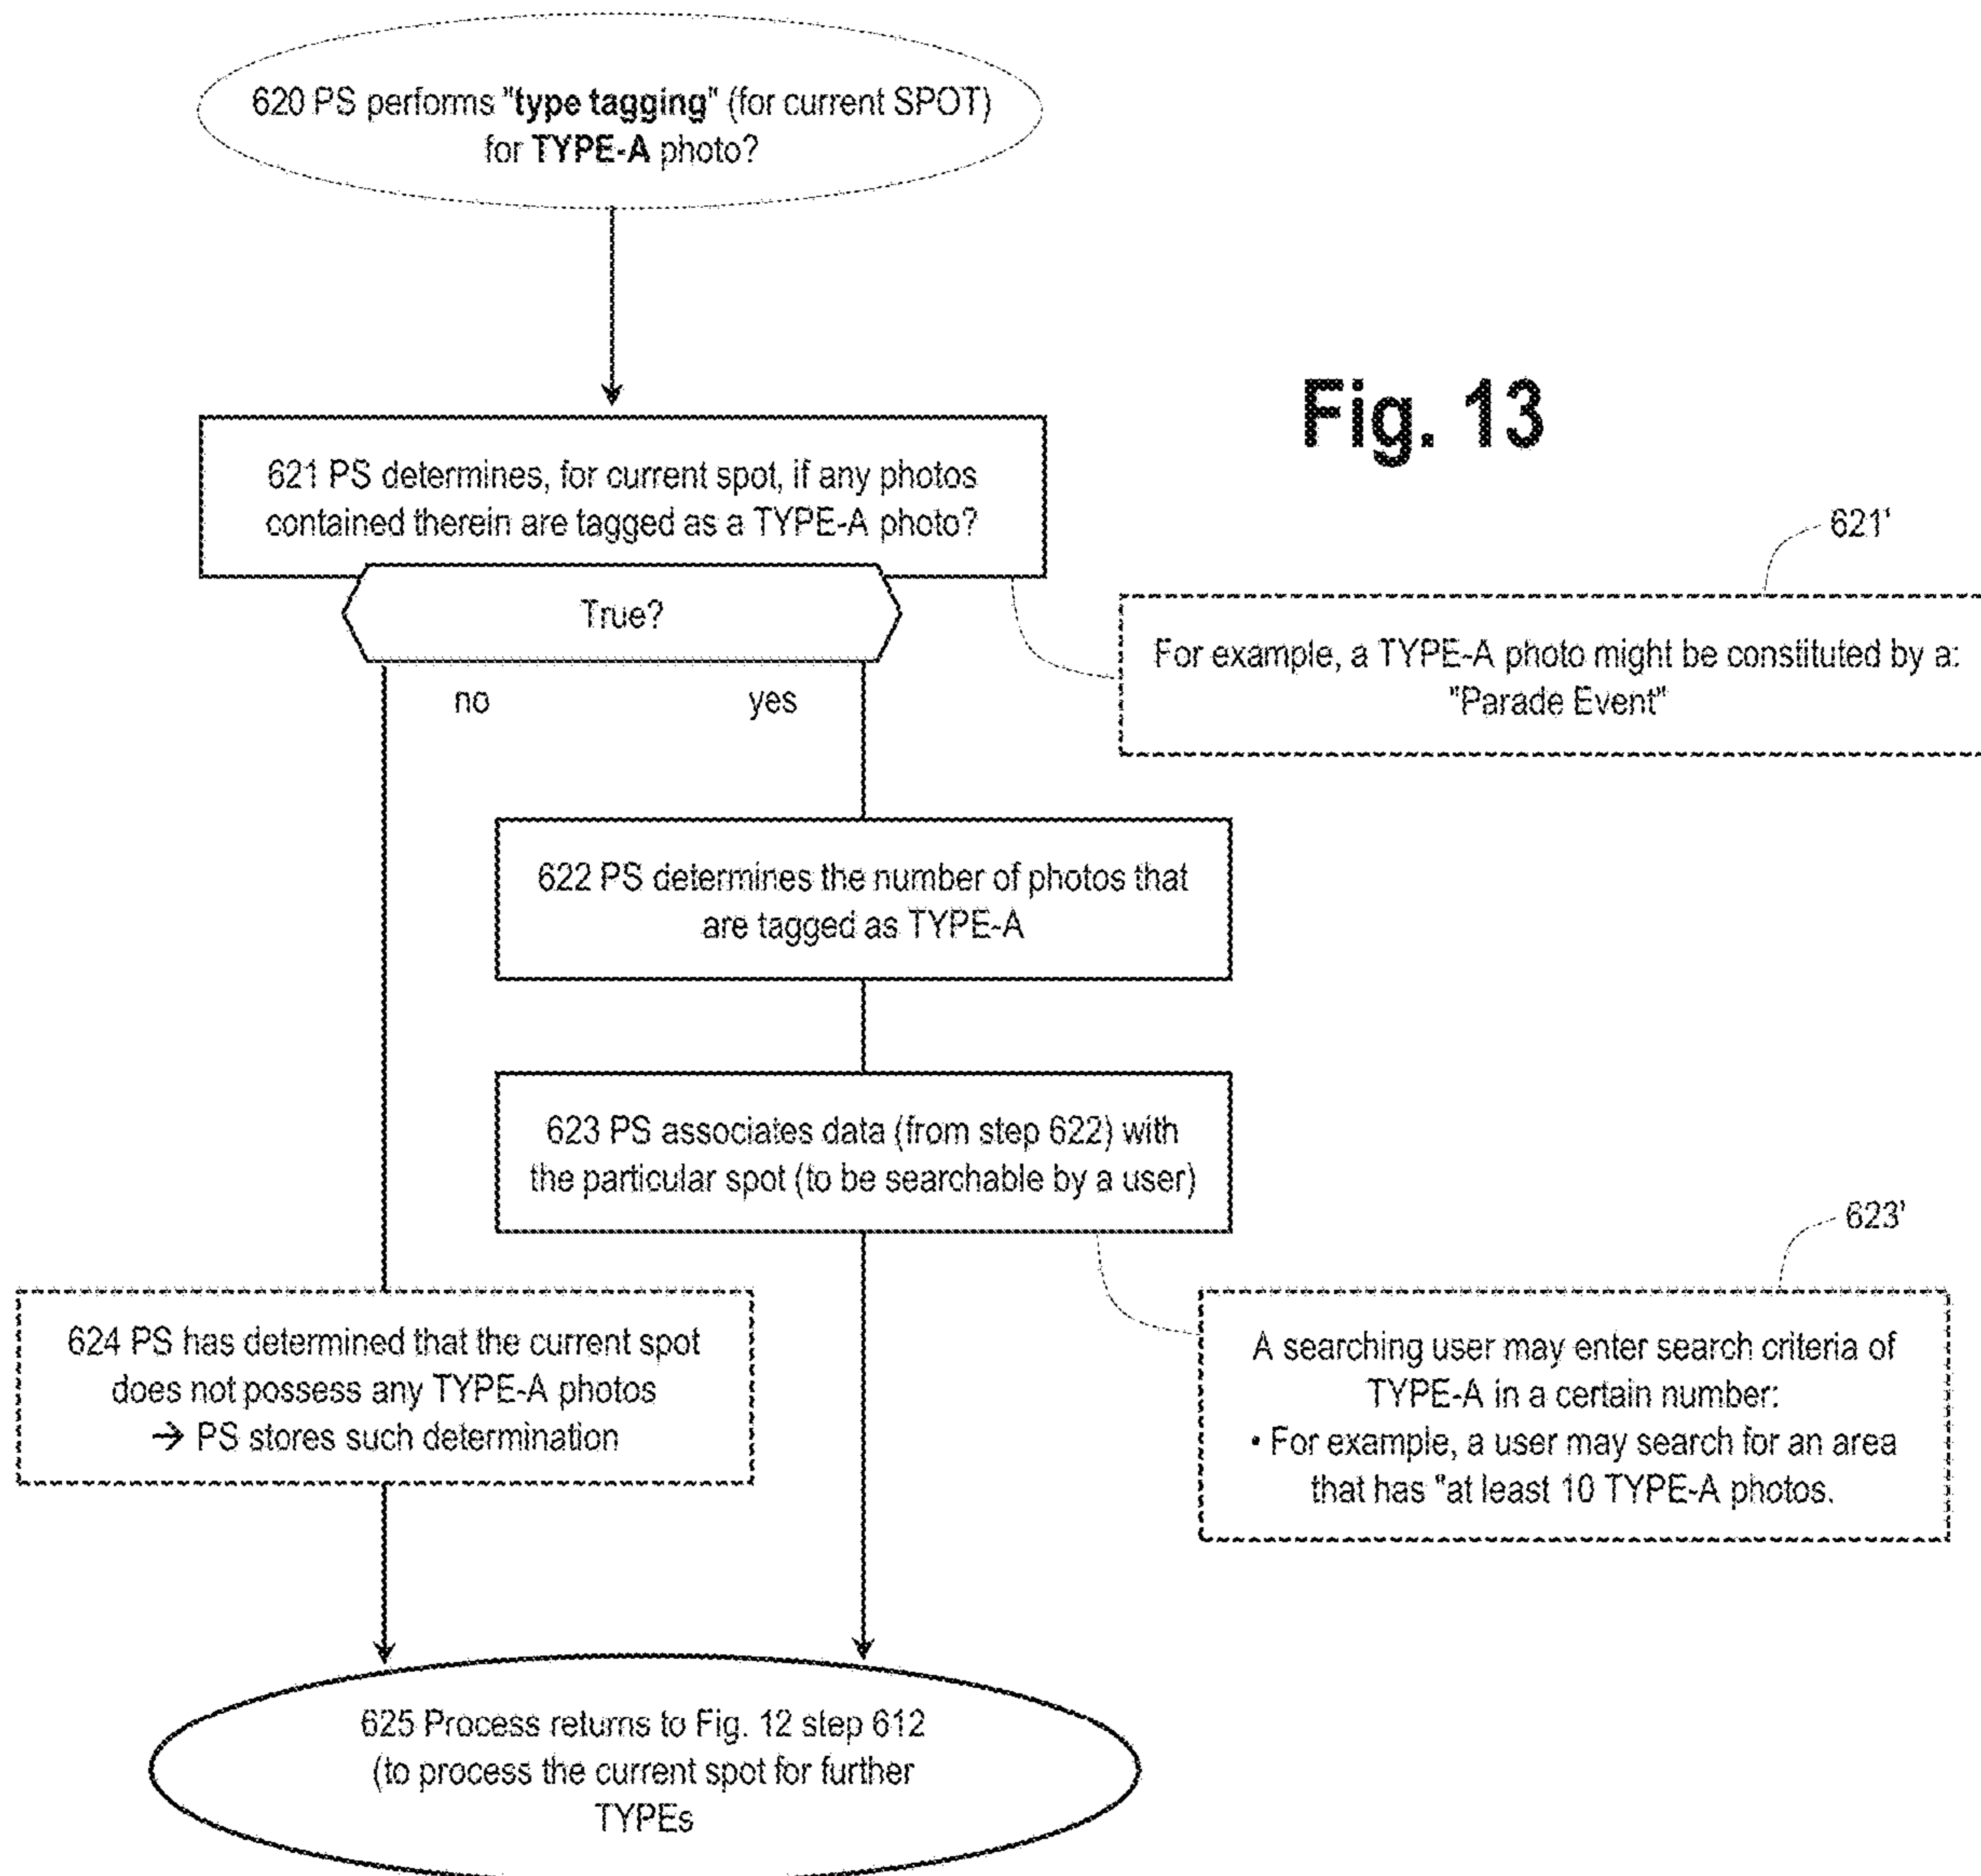 620 PS performs "type tagging" (for current SPOT)
for TYPE-A photo?
Fig. 13
621 PS determines, for current spot, if any photos
contained therein are tagged as a TYPE-A photo?
621'
True?
For example, a TYPE-A photo might be constituted by a:
"Parade Event"
no
yes
622 PS determines the number of photos that
are tagged as TYPE-A
623 PS associates data (from step 622) with
the particular spot (to be searchable by a user)
623'
624 PS has determined that the current spot
does not possess any TYPE-A photos
→ PS stores such determination
A searching user may enter search criteria of
TYPE-A in a certain number:
• For example, a user may search for an area
that has "at least 10 TYPE-A photos.
625 Process returns to Fig. 12 step 612
(to process the current spot for further
TYPEs